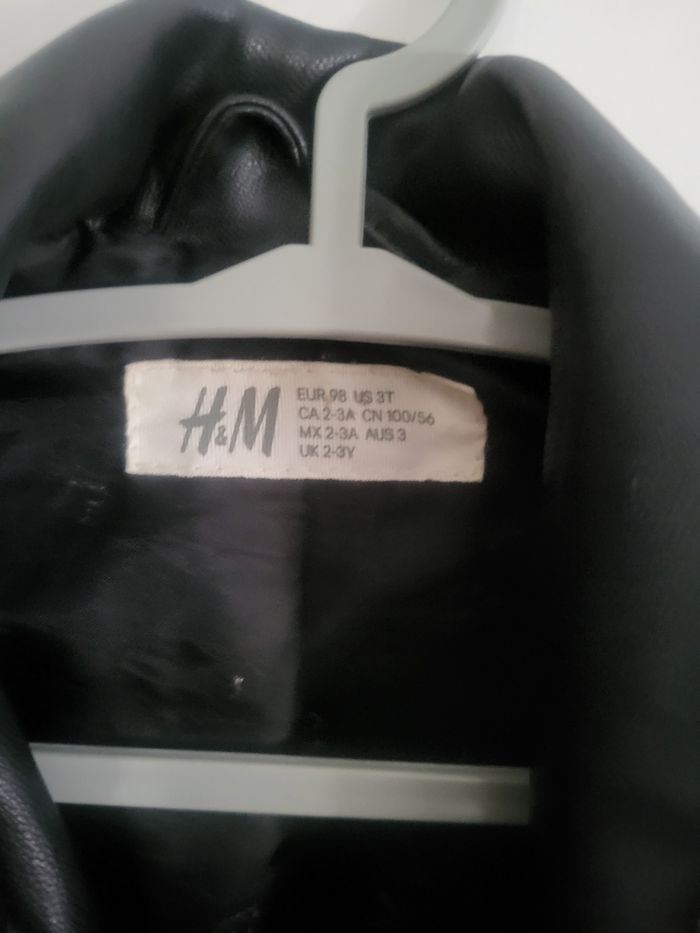 H&M
EUR 98 US 3T
CA 2-3A CN 100/56
MX 2-3A AUS 3
UK 2-3Y